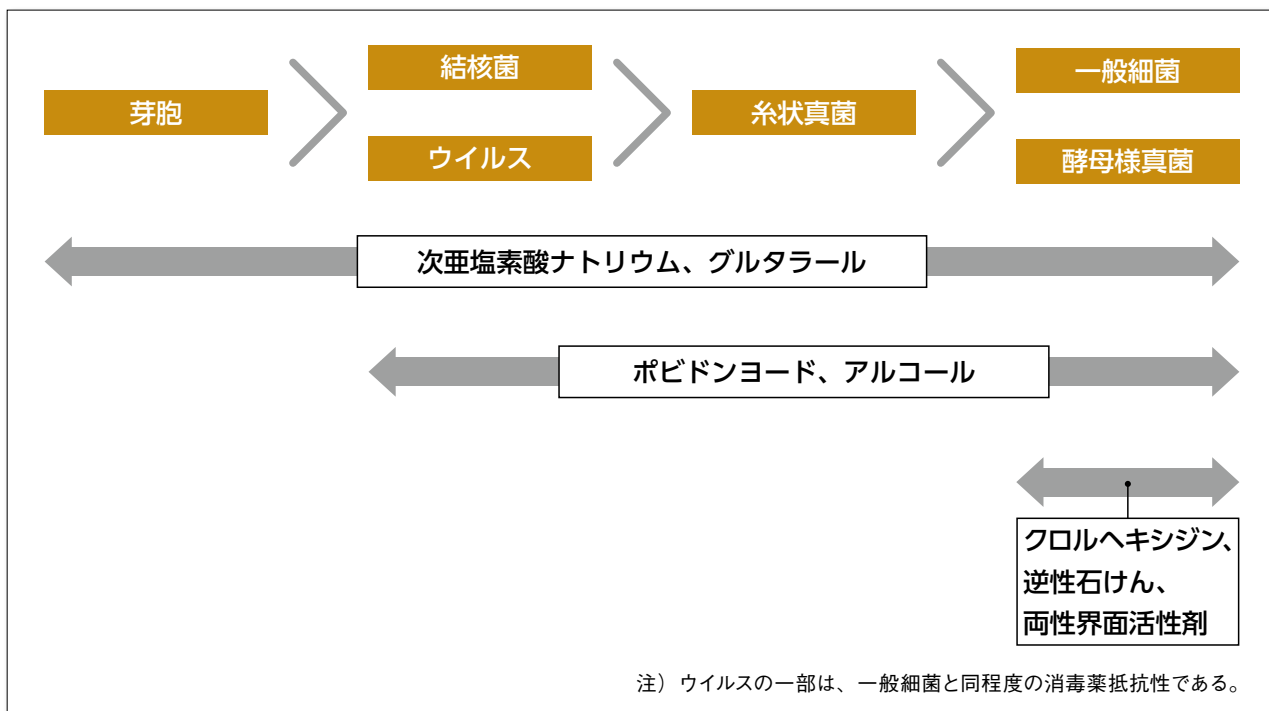 芽胞
結核菌
ウイルス
糸状真菌
一般細菌
酵母様真菌
次亜塩素酸ナトリウム、グルタラール
ポビドンヨード、アルコール
クロルヘキシジン、
逆性石けん、
両性界面活性剤
注）ウイルスの一部は、一般細菌と同程度の消毒薬抵抗性である。